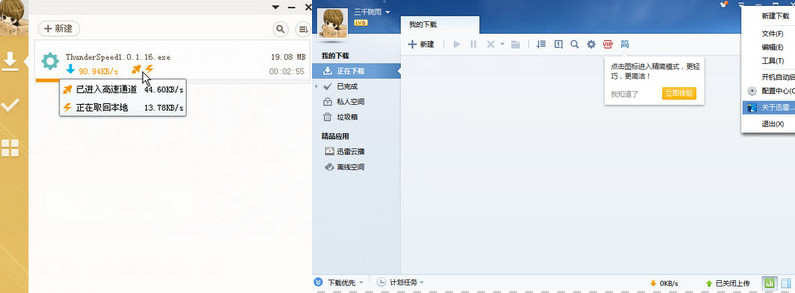 + 新建
ThunderSpeed1.0.1.16.exe
19.08 MB
90.94KB/s
00:02:55
已进入高速通道 44.60KB/s
正在取回本地 13.78KB/s
三千院雨
LV6
我的下载
我的下载
正在下载
已完成
私人空间
垃圾箱
精品应用
迅雷云播
离线空间
+ 新建
VIP
简
点击图标进入精简模式，更轻
巧，更简洁！
我知道了
立即体验
新建下载
文件(F)
编辑(E)
工具(T)
开机启自
配置中心(
关于迅雷...
退出(X)
下载优先
计划任务
0KB/s
已关闭上传